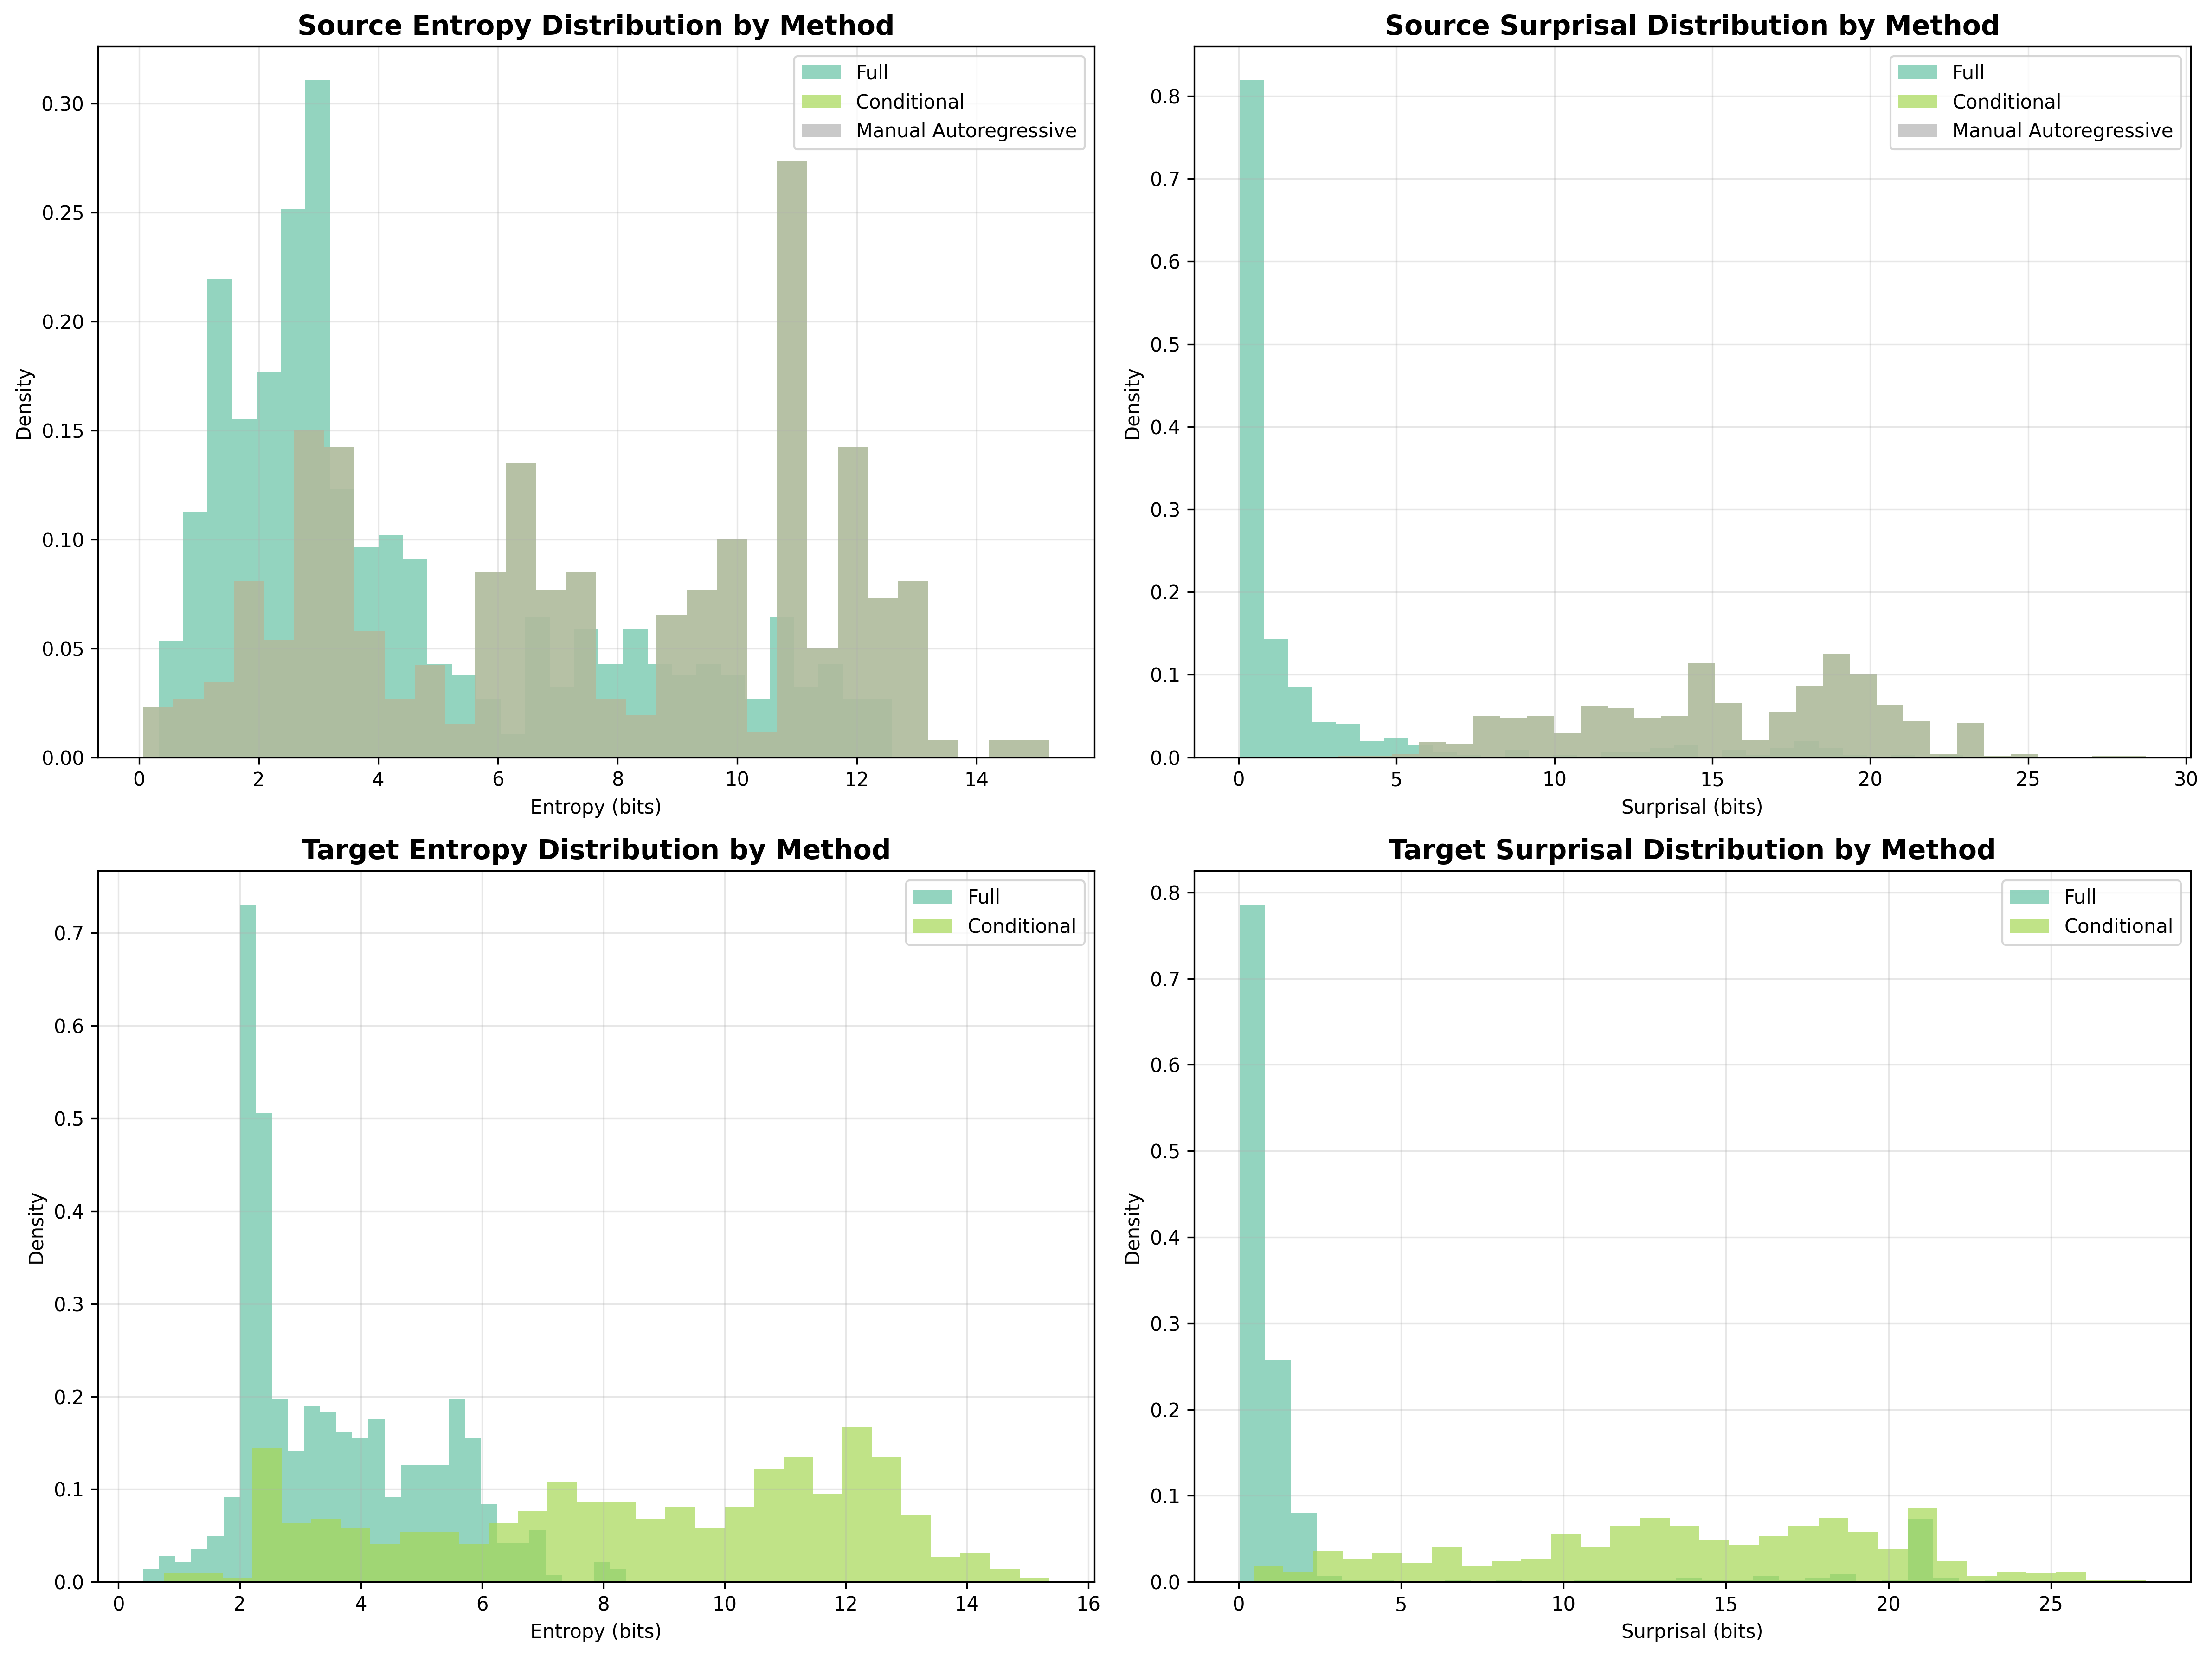 Source Entropy Distribution by Method
Full
Conditional
Manual Autoregressive
Density
0.30
0.25
0.20
0.15
0.10
0.05
0.00
0 2 4 6 8 10 12 14
Entropy (bits)
Source Surprisal Distribution by Method
Full
Conditional
Manual Autoregressive
Density
0.8
0.7
0.6
0.5
0.4
0.3
0.2
0.1
0.0
0 5 10 15 20 25 30
Surprisal (bits)
Target Entropy Distribution by Method
Full
Conditional
Density
0.7
0.6
0.5
0.4
0.3
0.2
0.1
0.0
0 2 4 6 8 10 12 14 16
Entropy (bits)
Target Surprisal Distribution by Method
Full
Conditional
Density
0.8
0.7
0.6
0.5
0.4
0.3
0.2
0.1
0.0
0 5 10 15 20 25
Surprisal (bits)